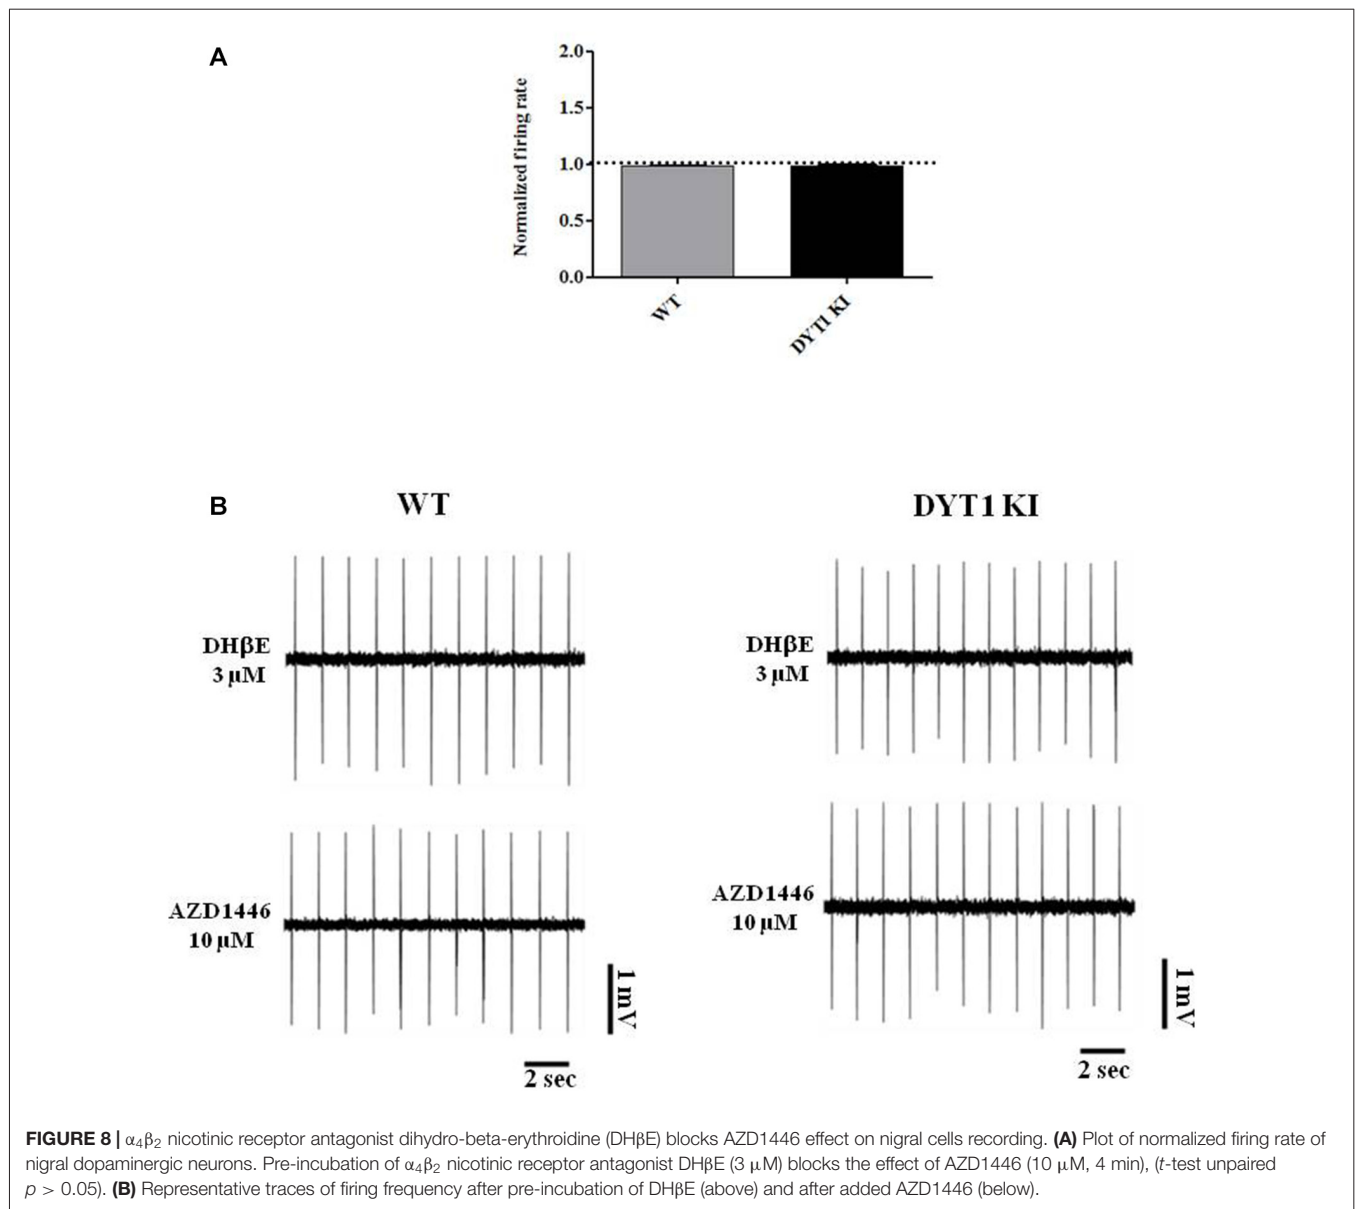 A
2.0
1.5
1.0
0.5
0.0
Normalized firing rate
WT
DYT1 KI
B
WT
DYT1 KI
DHβE
3 µM
DHβE
3 µM
AZD1446
10 µM
AZD1446
10 µM
1 mV
1 mV
2 sec
2 sec
FIGURE 8 | α4β2 nicotinic receptor antagonist dihydro-beta-erythroidine (DHβE) blocks AZD1446 effect on nigral cells recording. (A) Plot of normalized firing rate of
nigral dopaminergic neurons. Pre-incubation of α4β2 nicotinic receptor antagonist DHβE (3 µM) blocks the effect of AZD1446 (10 µM, 4 min), (t-test unpaired
p > 0.05). (B) Representative traces of firing frequency after pre-incubation of DHβE (above) and after added AZD1446 (below).